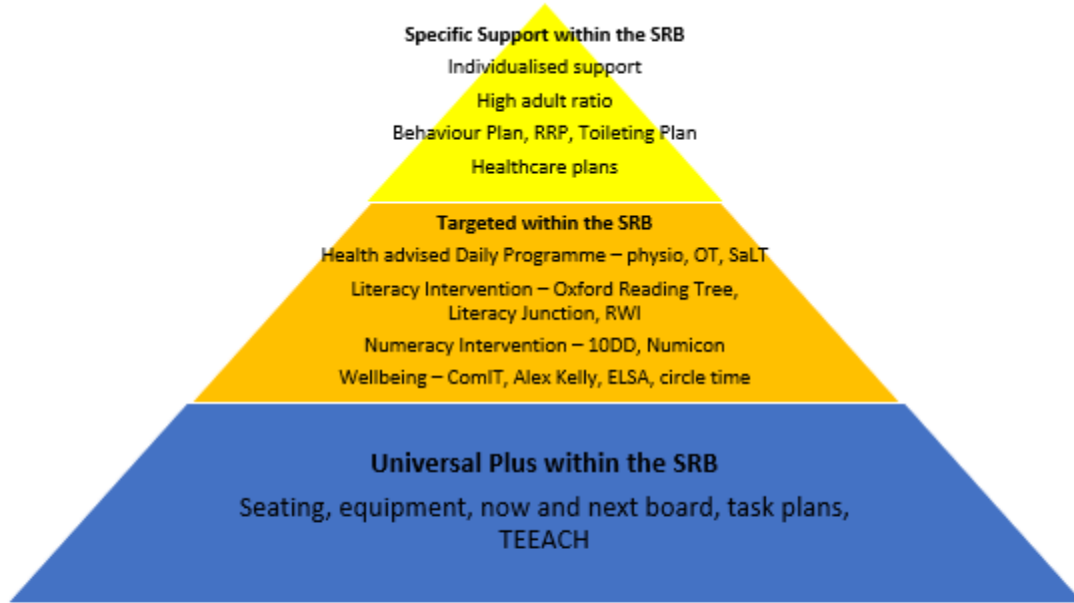 Specific Support within the SRB
Individualised support
High adult ratio
Behaviour Plan, RRP, Toileting Plan
Healthcare plans
Targeted within the SRB
Health advised Daily Programme – physio, OT, SaLT
Literacy Intervention – Oxford Reading Tree,
Literacy Junction, RWI
Numeracy Intervention – 10DD, Numicon
Wellbeing – ComIT, Alex Kelly, ELSA, circle time
Universal Plus within the SRB
Seating, equipment, now and next board, task plans,
TEEACH